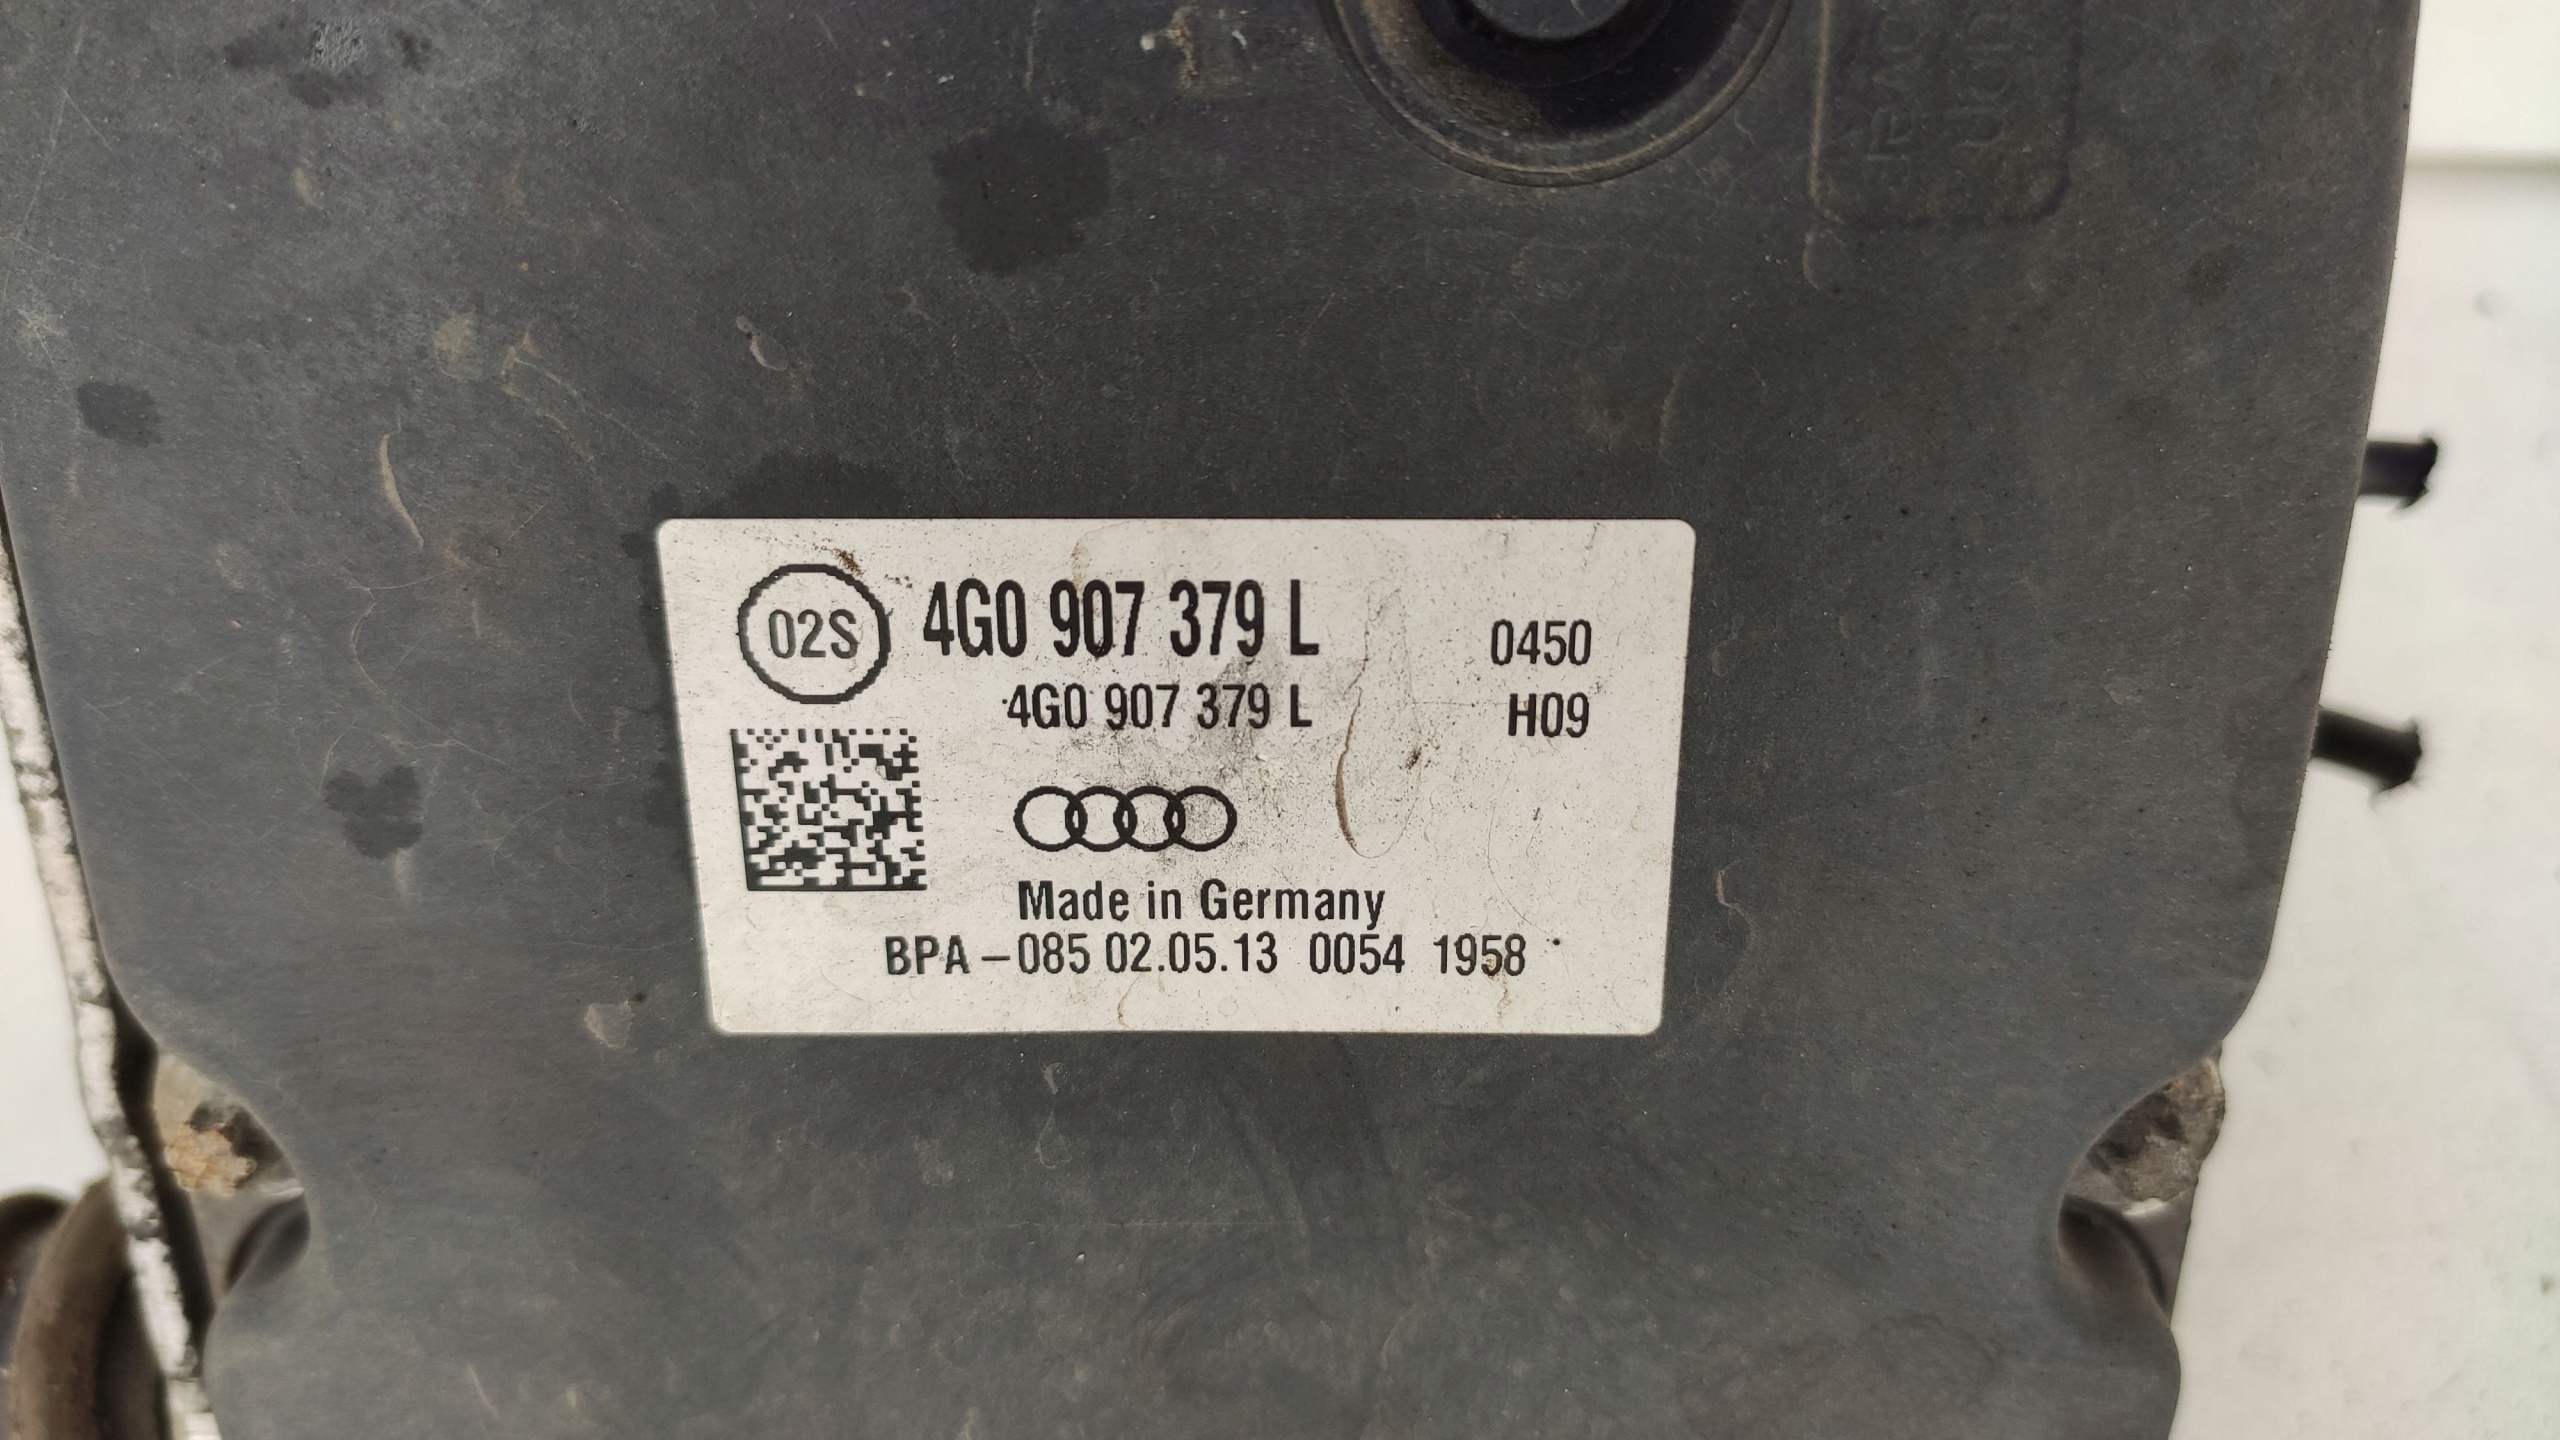 02S 4G0 907 379 L 0450
4G0 907 379 L H09
Made in Germany
BPA-085 02.05.13 0054 1958